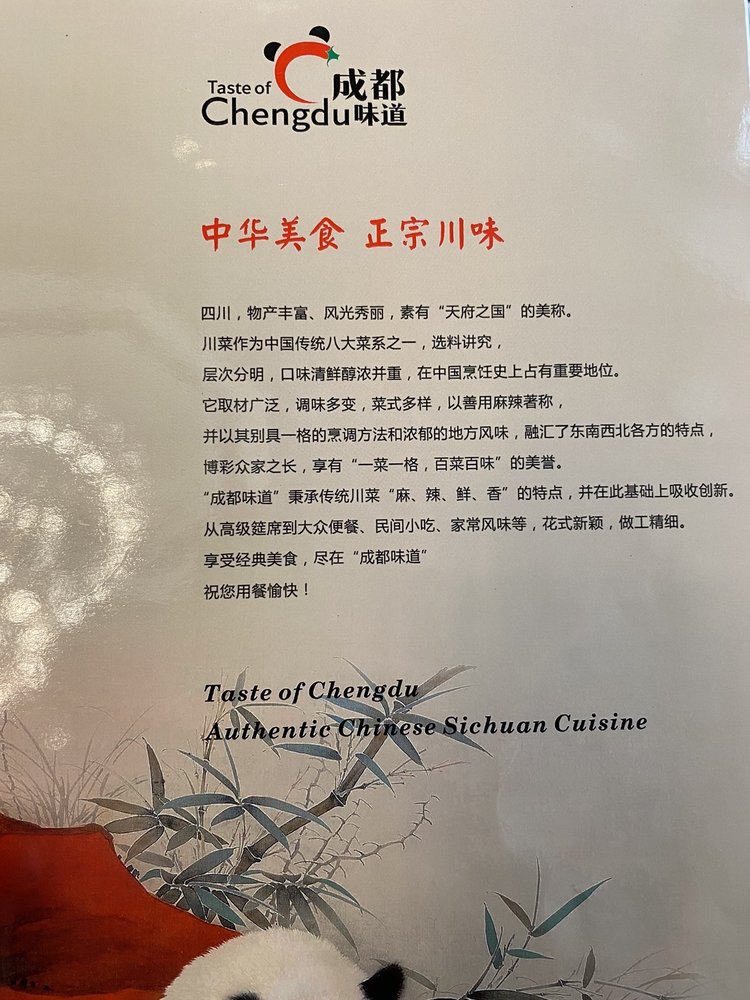 Taste of
Chengdu
成都
味道
中华美食 正宗川味
四川，物产丰富、风光秀丽，素有“天府之国”的美称。
川菜作为中国传统八大菜系之一，选料讲究，
层次分明，口味清鲜醇浓并重，在中国烹饪史上占有重要地位。
它取材广泛，调味多变，菜式多样，以善用麻辣著称，
并以其别具一格的烹调方法和浓郁的地方风味，融汇了东南西北各方的特点，
博彩众家之长，享有“一菜一格，百菜百味”的美誉。
“成都味道”秉承传统川菜“麻、辣、鲜、香”的特点，并在此基础上吸收创新。
从高级筵席到大众便餐、民间小吃、家常风味等，花式新颖，做工精细。
享受经典美食，尽在“成都味道”
祝您用餐愉快！
Taste of Chengdu
Authentic Chinese Sichuan Cuisine